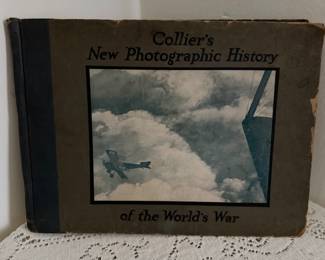 Collier's
New Photographic History
of the World's War